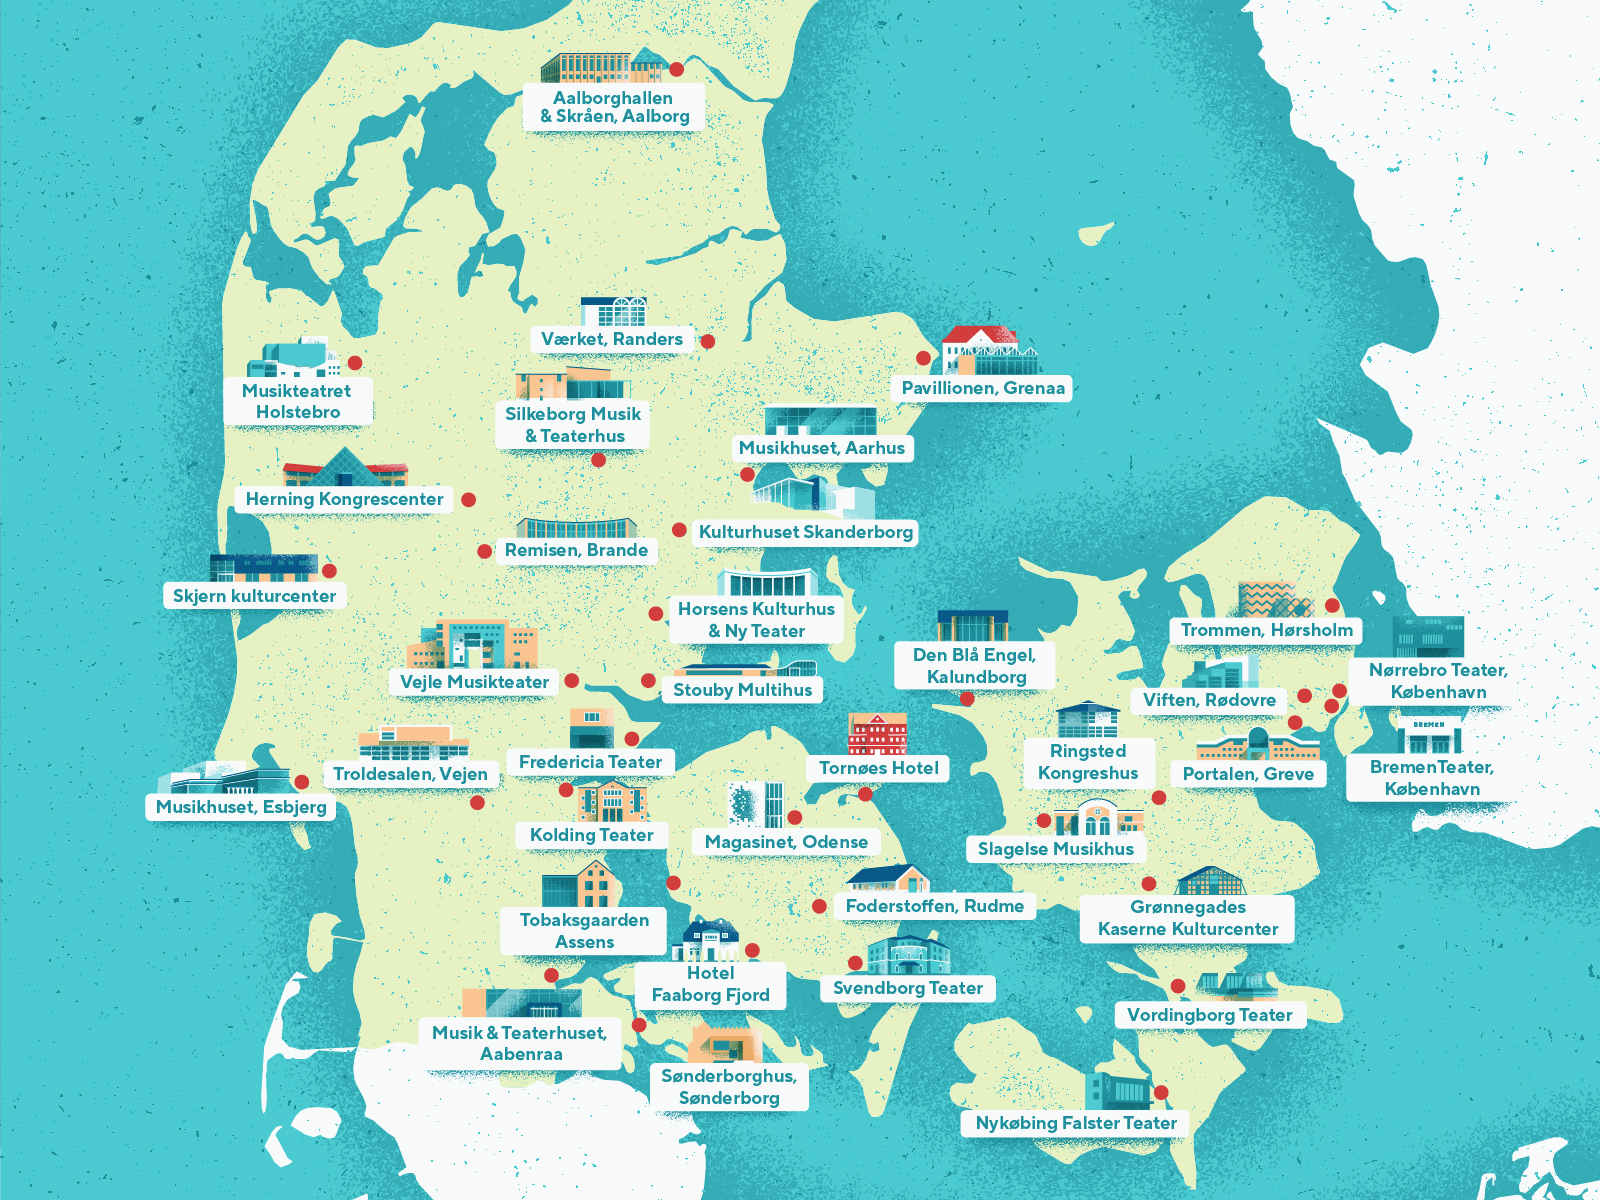 Aalborghallen
& Skråen, Aalborg
Værket, Randers
Pavillionen, Grenaa
Musikteatret
Holstebro
Silkeborg Musik
& Teaterhus
Musikhuset, Aarhus
Herning Kongrescenter
Kulturhuset Skanderborg
Remisen, Brande
Skjern kulturcenter
Horsens Kulturhus
& Ny Teater
Trommen, Hørsholm
Den Blå Engel,
Kalundborg
Nørrebro Teater,
København
Vejle Musikteater
Stouby Multihus
Viften, Rødovre
BREMEN
BremenTeater,
København
Ringsted
Kongreshus
Fredericia Teater
Tornøes Hotel
Troldesalen, Vejen
Portalen, Greve
Musikhuset, Esbjerg
Kolding Teater
Magasinet, Odense
Slagelse Musikhus
Tobaksgaarden
Assens
Foderstoffen, Rudme
Grønnegades
Kaserne Kulturcenter
Hotel
Faaborg Fjord
Svendborg Teater
Vordingborg Teater
Musik & Teaterhuset,
Aabenraa
Sønderborghus,
Sønderborg
Nykøbing Falster Teater